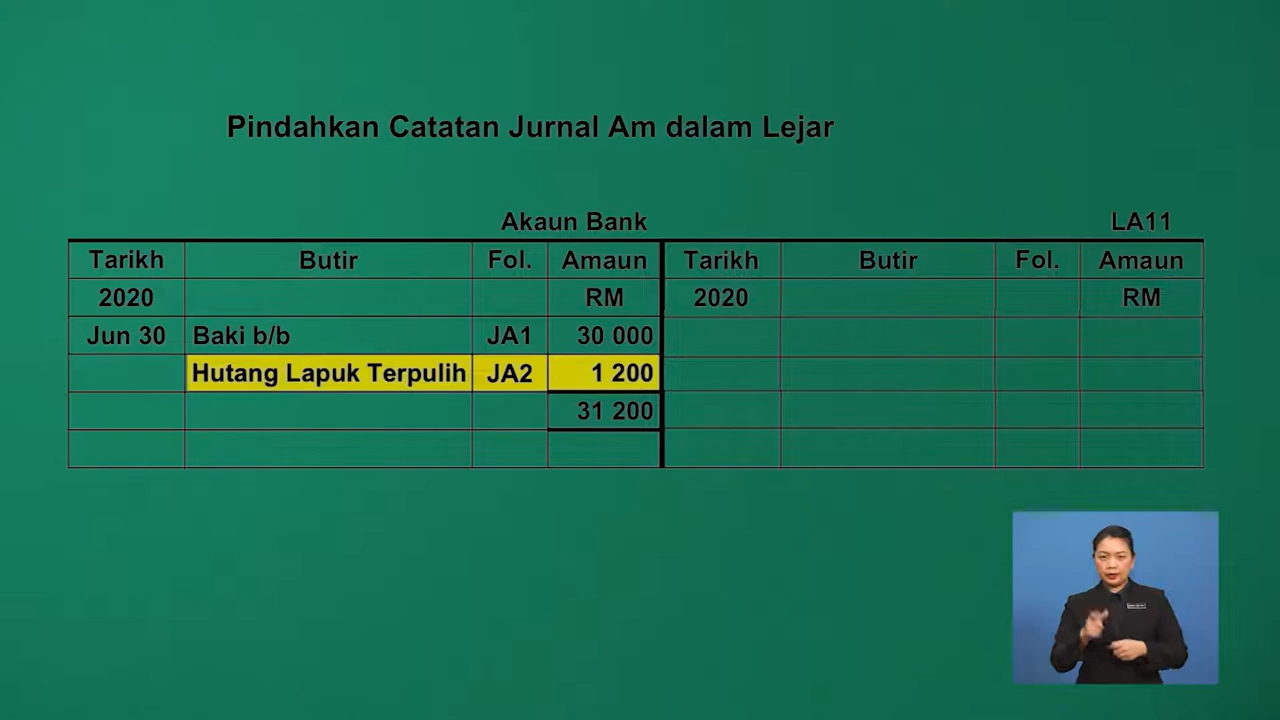 Pindahkan Catatan Jurnal Am dalam Lejar
Akaun Bank LA11
Tarikh Butir Fol. Amaun Tarikh Butir Fol. Amaun
2020 RM 2020 RM
Jun 30 Baki b/b JA1 30 000
Hutang Lapuk Terpulih JA2 1 200
31 200